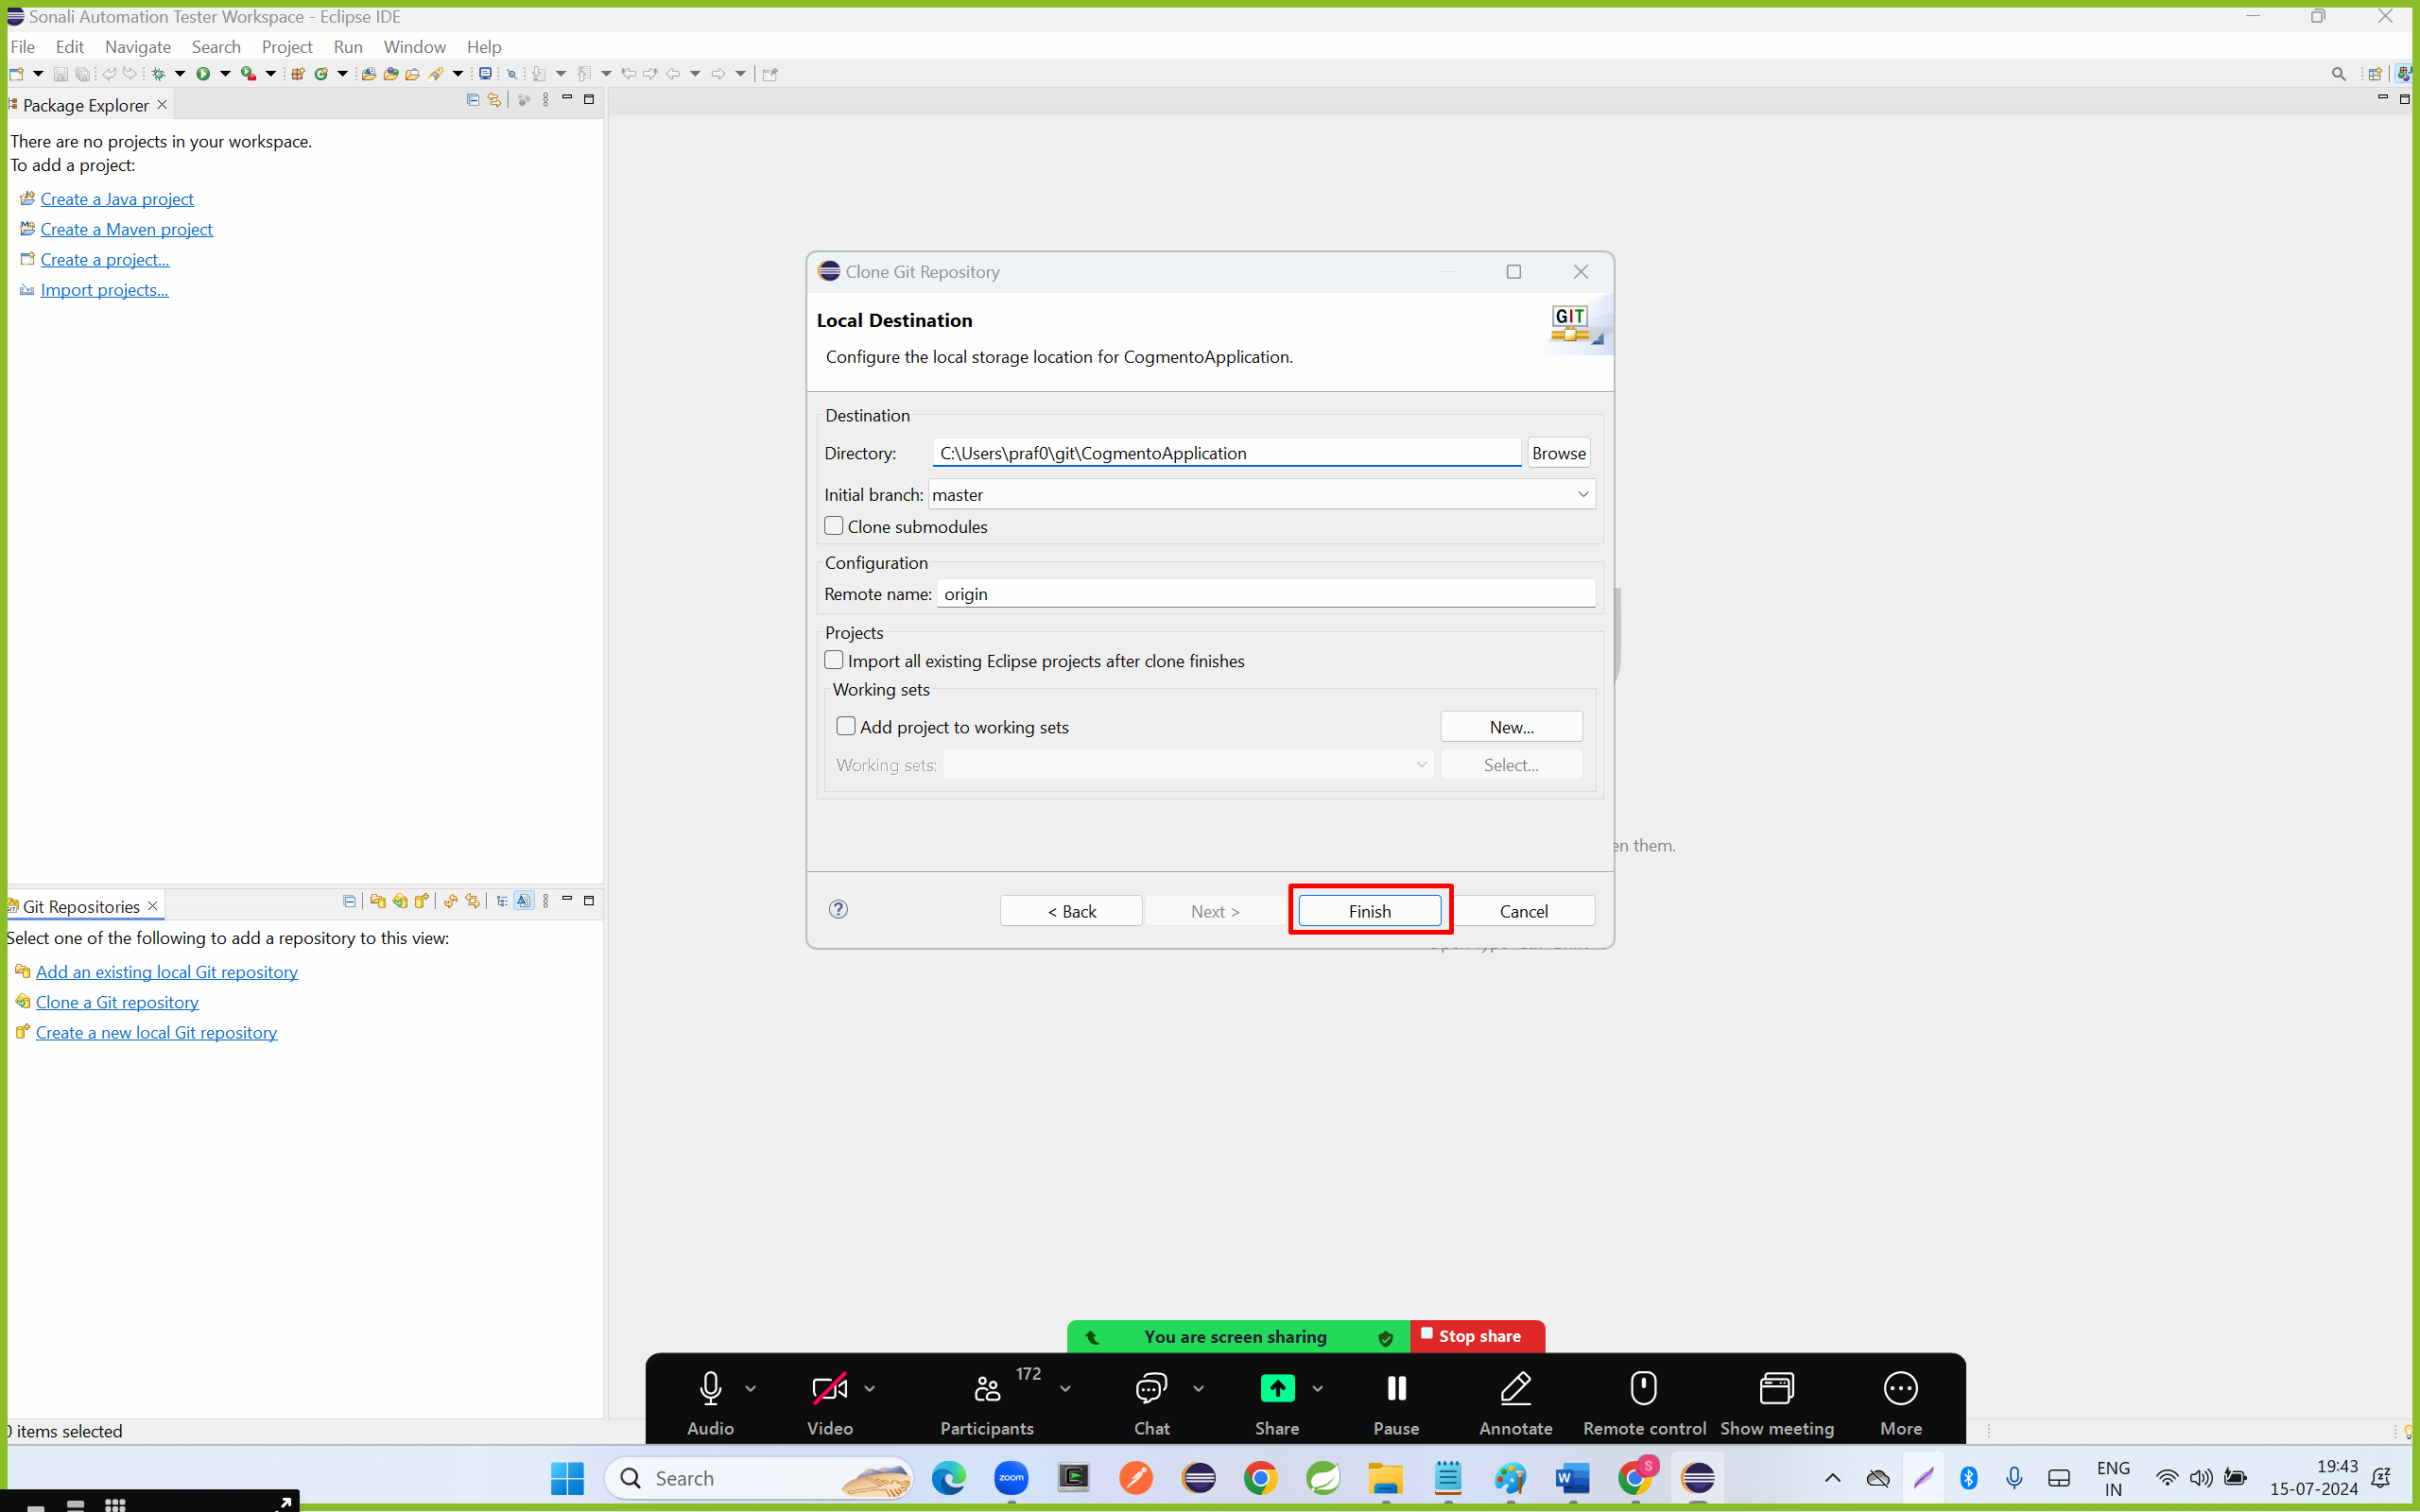 Sonali Automation Tester Workspace - Eclipse IDE
File Edit Navigate Search Project Run Window Help
Package Explorer
There are no projects in your workspace.
To add a project:
Create a Java project
Create a Maven project
Create a project...
Import projects...
Clone Git Repository
Local Destination
GIT
Configure the local storage location for CogmentoApplication.
Destination
Directory: C:\Users\praf0\git\CogmentoApplication Browse
Initial branch: master
Clone submodules
Configuration
Remote name: origin
Projects
Import all existing Eclipse projects after clone finishes
Working sets
Add project to working sets New...
Working sets: Select...
en them.
< Back Next > Finish Cancel
Git Repositories
Select one of the following to add a repository to this view:
Add an existing local Git repository
Clone a Git repository
Create a new local Git repository
You are screen sharing Stop share
172
Audio Video Participants Chat Share Pause Annotate Remote control Show meeting More
items selected
Search
zoom
S
ENG
IN
19:43
15-07-2024